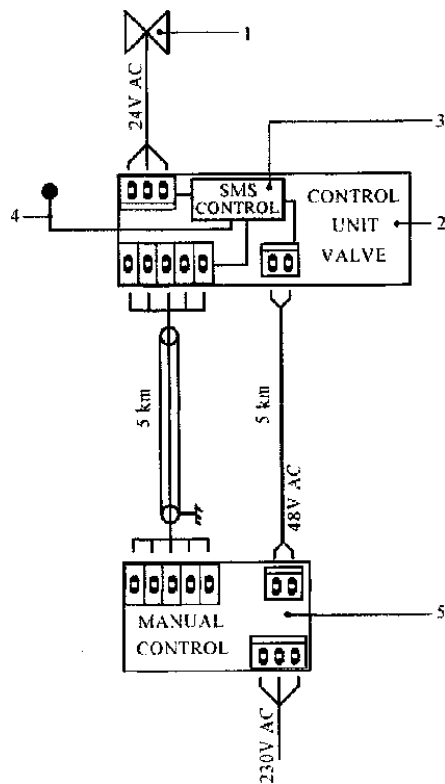 1
24V AC
3
SMS
CONTROL
4
CONTROL
UNIT
VALVE
2
5 km
5 km
48V AC
MANUAL
CONTROL
5
230V AC